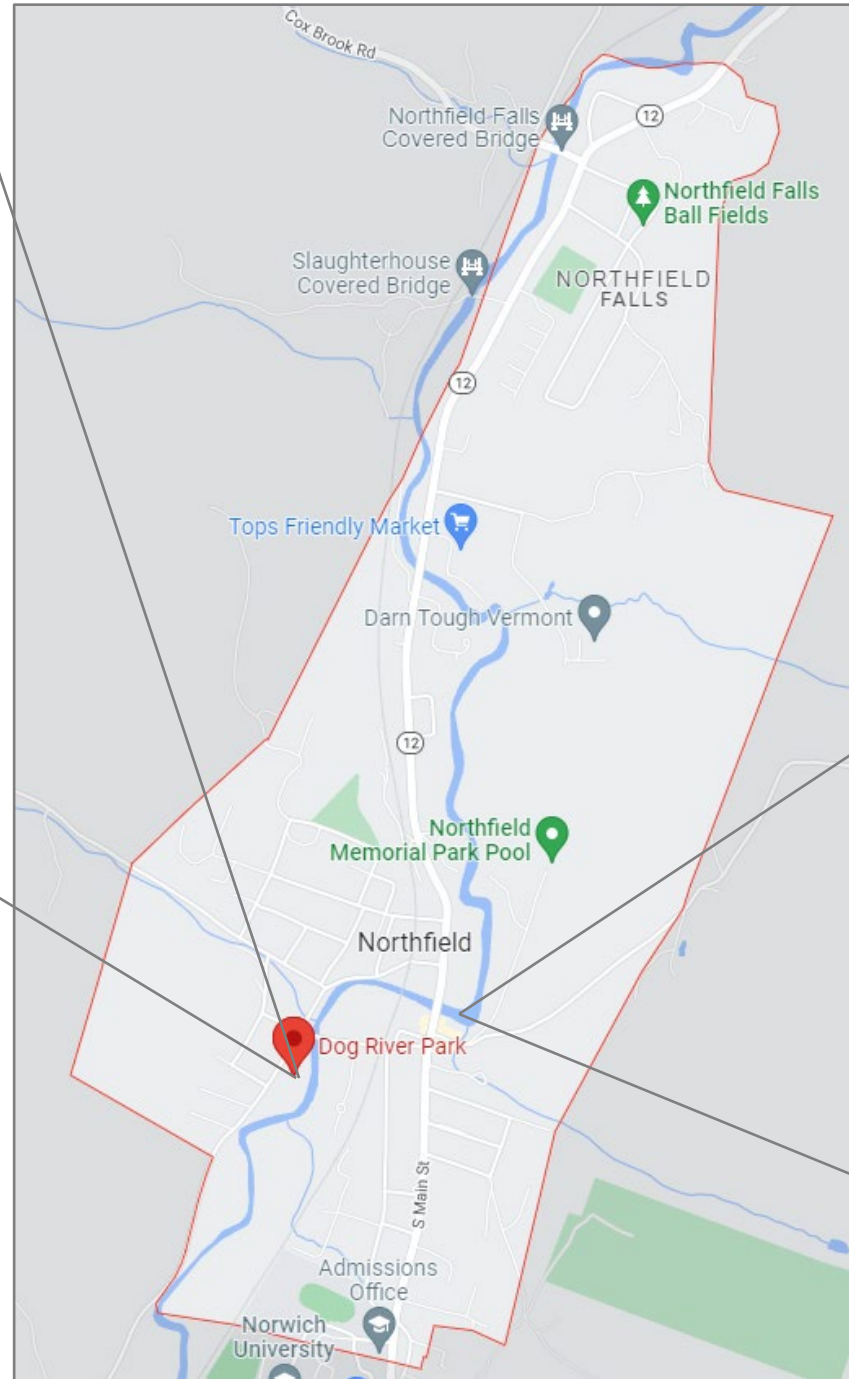 Cox Brook Rd
Northfield Falls
Covered Bridge
12
Northfield Falls
Ball Fields
Slaughterhouse
Covered Bridge
NORTHFIELD
FALLS
12
Tops Friendly Market
Darn Tough Vermont
12
Northfield
Memorial Park Pool
Northfield
Dog River Park
S Main St
Admissions
Office
Norwich
University